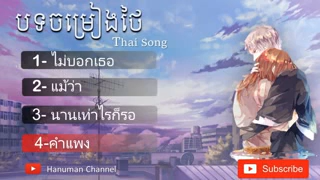 បទចម្រៀងថៃ
Thai Song
1- ไม่บอกเธอ
2- แม้ว่า
3- นานเท่าไรก็รอ
4-คำแพง
Hanuman Channel
Subscribe